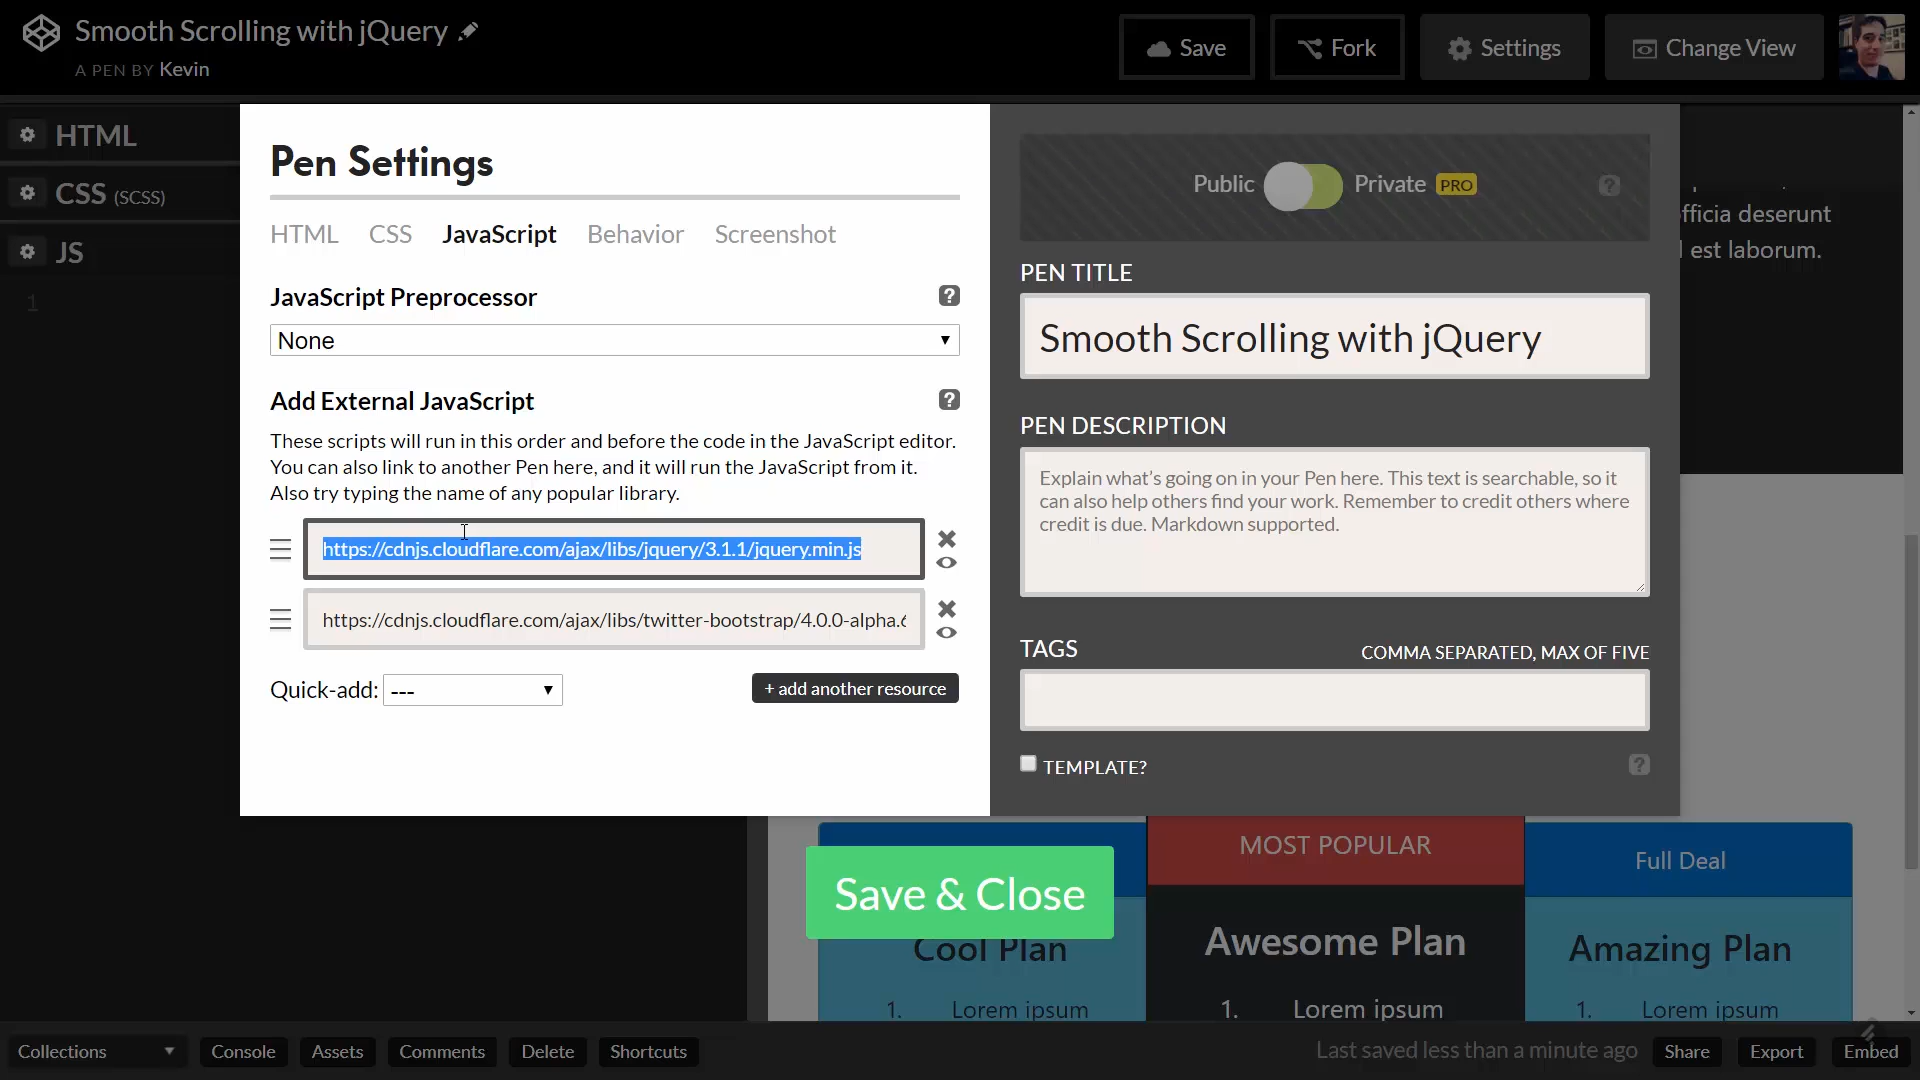 Smooth Scrolling with jQuery
A PEN BY Kevin
Save
Fork
Settings
Change View
HTML
CSS (SCSS)
JS
1
Pen Settings
HTML CSS JavaScript Behavior Screenshot
JavaScript Preprocessor
?
None
Add External JavaScript
?
These scripts will run in this order and before the code in the JavaScript editor.
You can also link to another Pen here, and it will run the JavaScript from it.
Also try typing the name of any popular library.
https://cdnjs.cloudflare.com/ajax/libs/jquery/3.1.1/jquery.min.js
https://cdnjs.cloudflare.com/ajax/libs/twitter-bootstrap/4.0.0-alpha.6
Quick-add: ---
+ add another resource
Public
Private PRO
?
PEN TITLE
Smooth Scrolling with jQuery
PEN DESCRIPTION
Explain what's going on in your Pen here. This text is searchable, so it
can also help others find your work. Remember to credit others where
credit is due. Markdown supported.
TAGS
COMMA SEPARATED, MAX OF FIVE
TEMPLATE?
?
fficia deserunt
est laborum.
Save & Close
MOST POPULAR
Full Deal
Cool Plan
Awesome Plan
Amazing Plan
1. Lorem ipsum
1. Lorem ipsum
1. Lorem ipsum
Collections
Console
Assets
Comments
Delete
Shortcuts
Last saved less than a minute ago
Share
Export
Embed